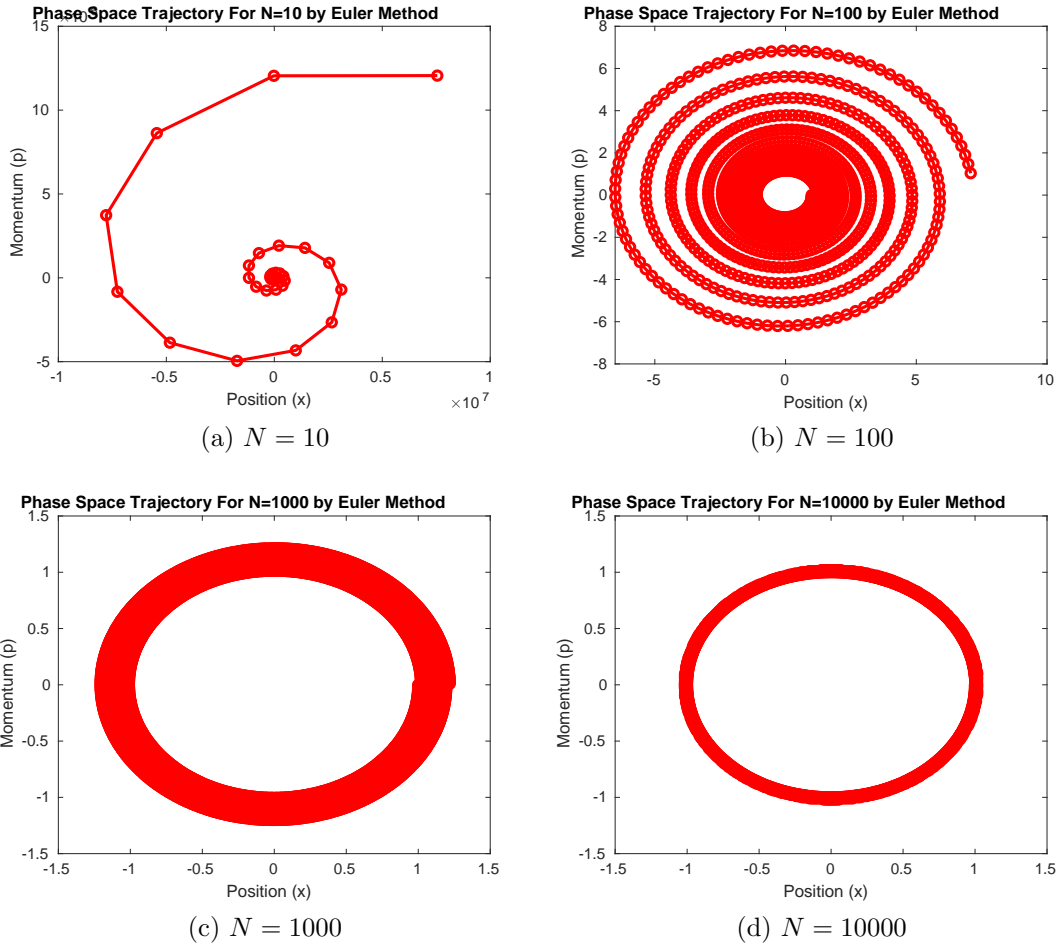 Phase Space Trajectory For N=10 by Euler Method
15
10
5
0
-5
Momentum (p)
-1 -0.5 0 0.5 1
Position (x)
×10^7
(a) N = 10
Phase Space Trajectory For N=100 by Euler Method
8
6
4
2
0
-2
-4
-6
-8
Momentum (p)
-5 0 5 10
Position (x)
(b) N = 100
Phase Space Trajectory For N=1000 by Euler Method
1.5
1
0.5
0
-0.5
-1
-1.5
Momentum (p)
-1.5 -1 -0.5 0 0.5 1 1.5
Position (x)
(c) N = 1000
Phase Space Trajectory For N=10000 by Euler Method
1.5
1
0.5
0
-0.5
-1
-1.5
Momentum (p)
-1.5 -1 -0.5 0 0.5 1 1.5
Position (x)
(d) N = 10000